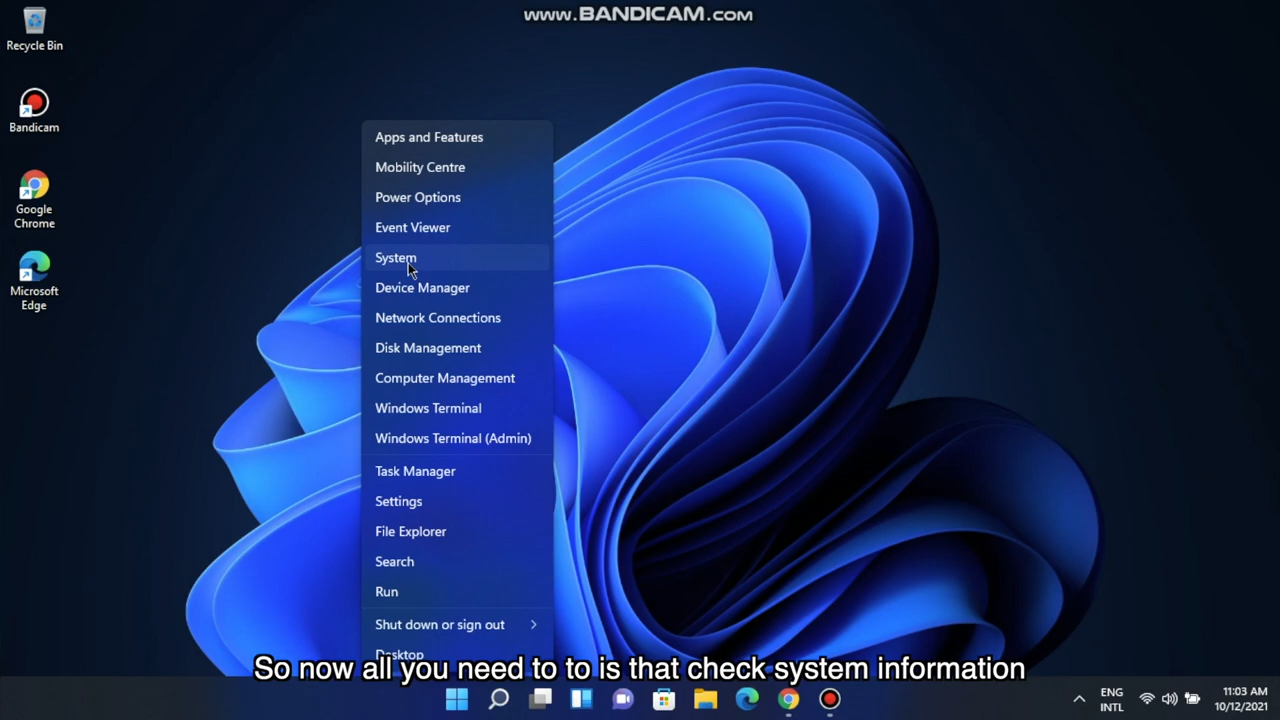 www.BANDICAM.com
Recycle Bin
Bandicam
Google
Chrome
Microsoft
Edge
Apps and Features
Mobility Centre
Power Options
Event Viewer
System
Device Manager
Network Connections
Disk Management
Computer Management
Windows Terminal
Windows Terminal (Admin)
Task Manager
Settings
File Explorer
Search
Run
Shut down or sign out
Desktop
So now all you need to to is that check system information
ENG
INTL
11:03 AM
10/12/2021